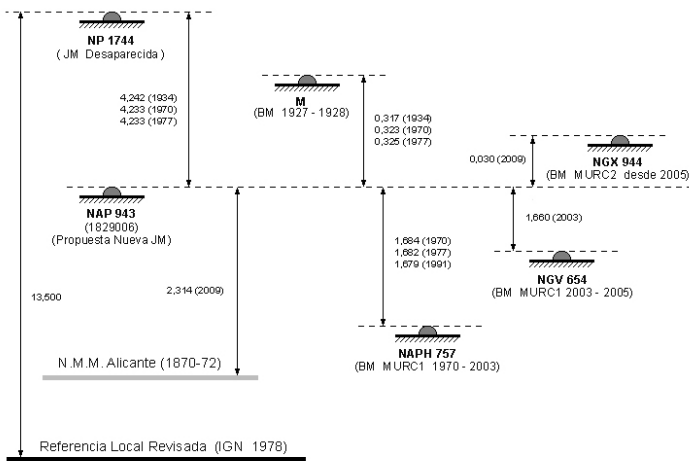 NP 1744
( JM Desaparecida )
4,242 (1934)
4,233 (1970)
4,233 (1977)
M
(BM 1927 - 1928)
0,317 (1934)
0,323 (1970)
0,325 (1977)
0,030 (2009)
NGX 944
(BM MURC2 desde 2005)
NAP 943
(1829006)
(Propuesta Nueva JM)
1,660 (2003)
1,684 (1970)
1,682 (1977)
1,679 (1991)
NGV 654
(BM MURC1 2003 - 2005)
13,500
2,314 (2009)
NAPH 757
(BM MURC1 1970 - 2003)
N.M.M. Alicante (1870-72)
Referencia Local Revisada (IGN 1978)